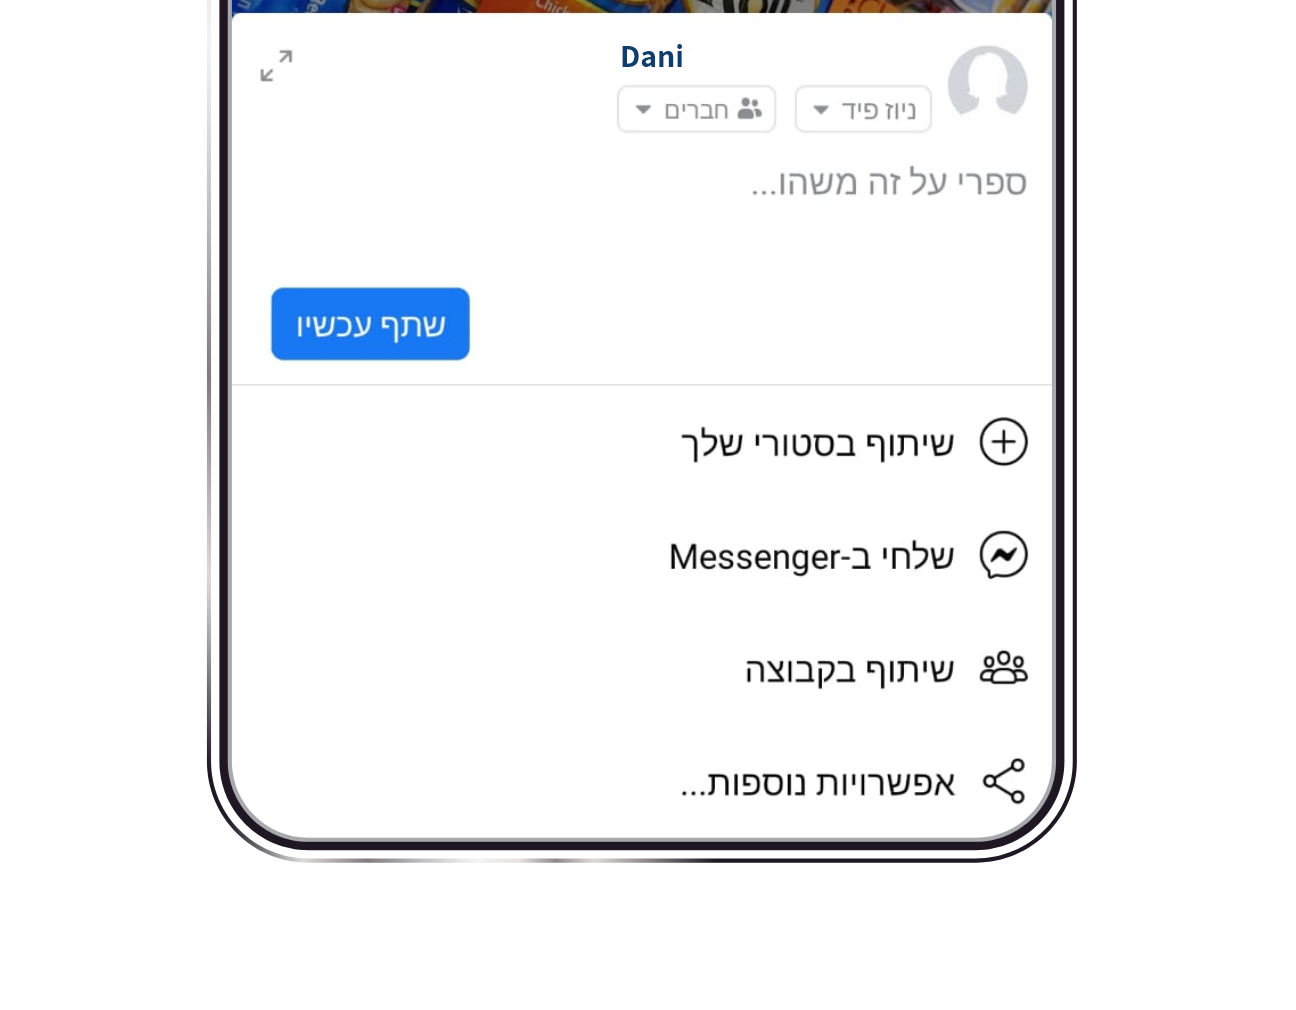 Chick
Dani
ניוז פיד
חברים
ספרי על זה משהו...
שתף עכשיו
שיתוף בסטורי שלך
שלחי ב-Messenger
שיתוף בקבוצה
אפשרויות נוספות...